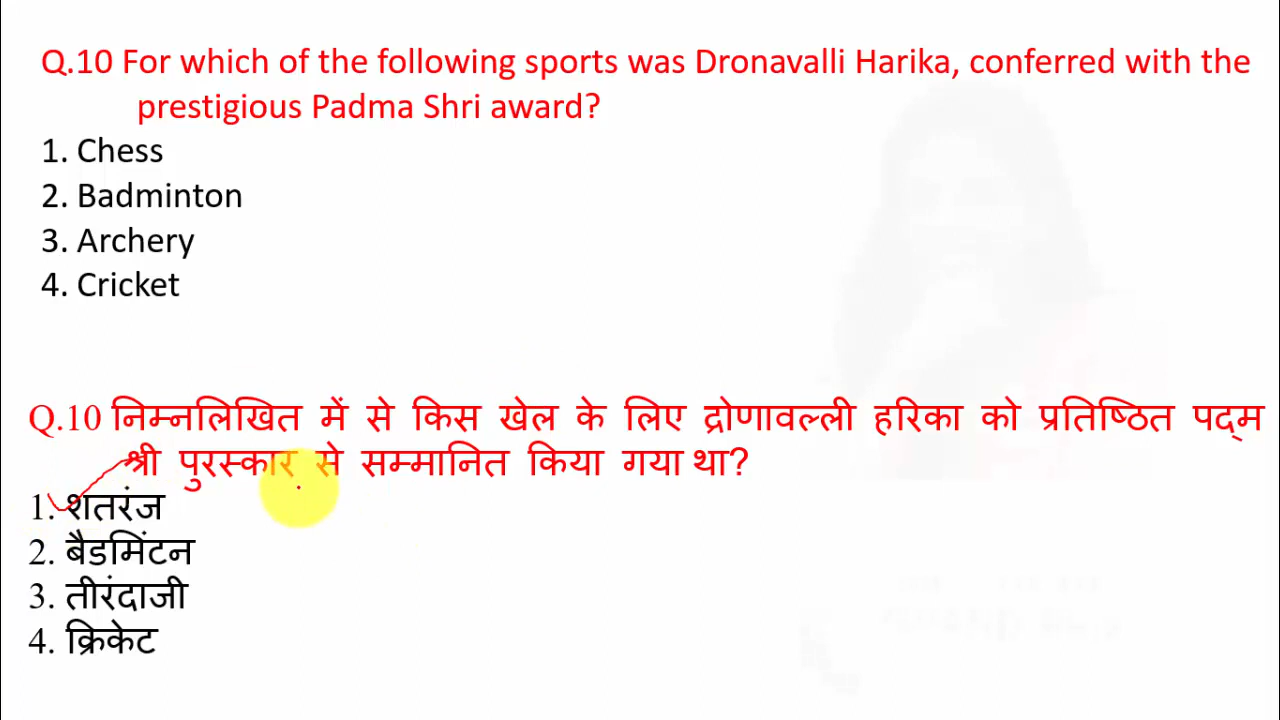 Q.10 For which of the following sports was Dronavalli Harika, conferred with the
prestigious Padma Shri award?
1. Chess
2. Badminton
3. Archery
4. Cricket
Q.10 निम्नलिखित में से किस खेल के लिए द्रोणावल्ली हरिका को प्रतिष्ठित पद्म
श्री पुरस्कार से सम्मानित किया गया था?
1. शतरंज
2. बैडमिंटन
3. तीरंदाजी
4. क्रिकेट